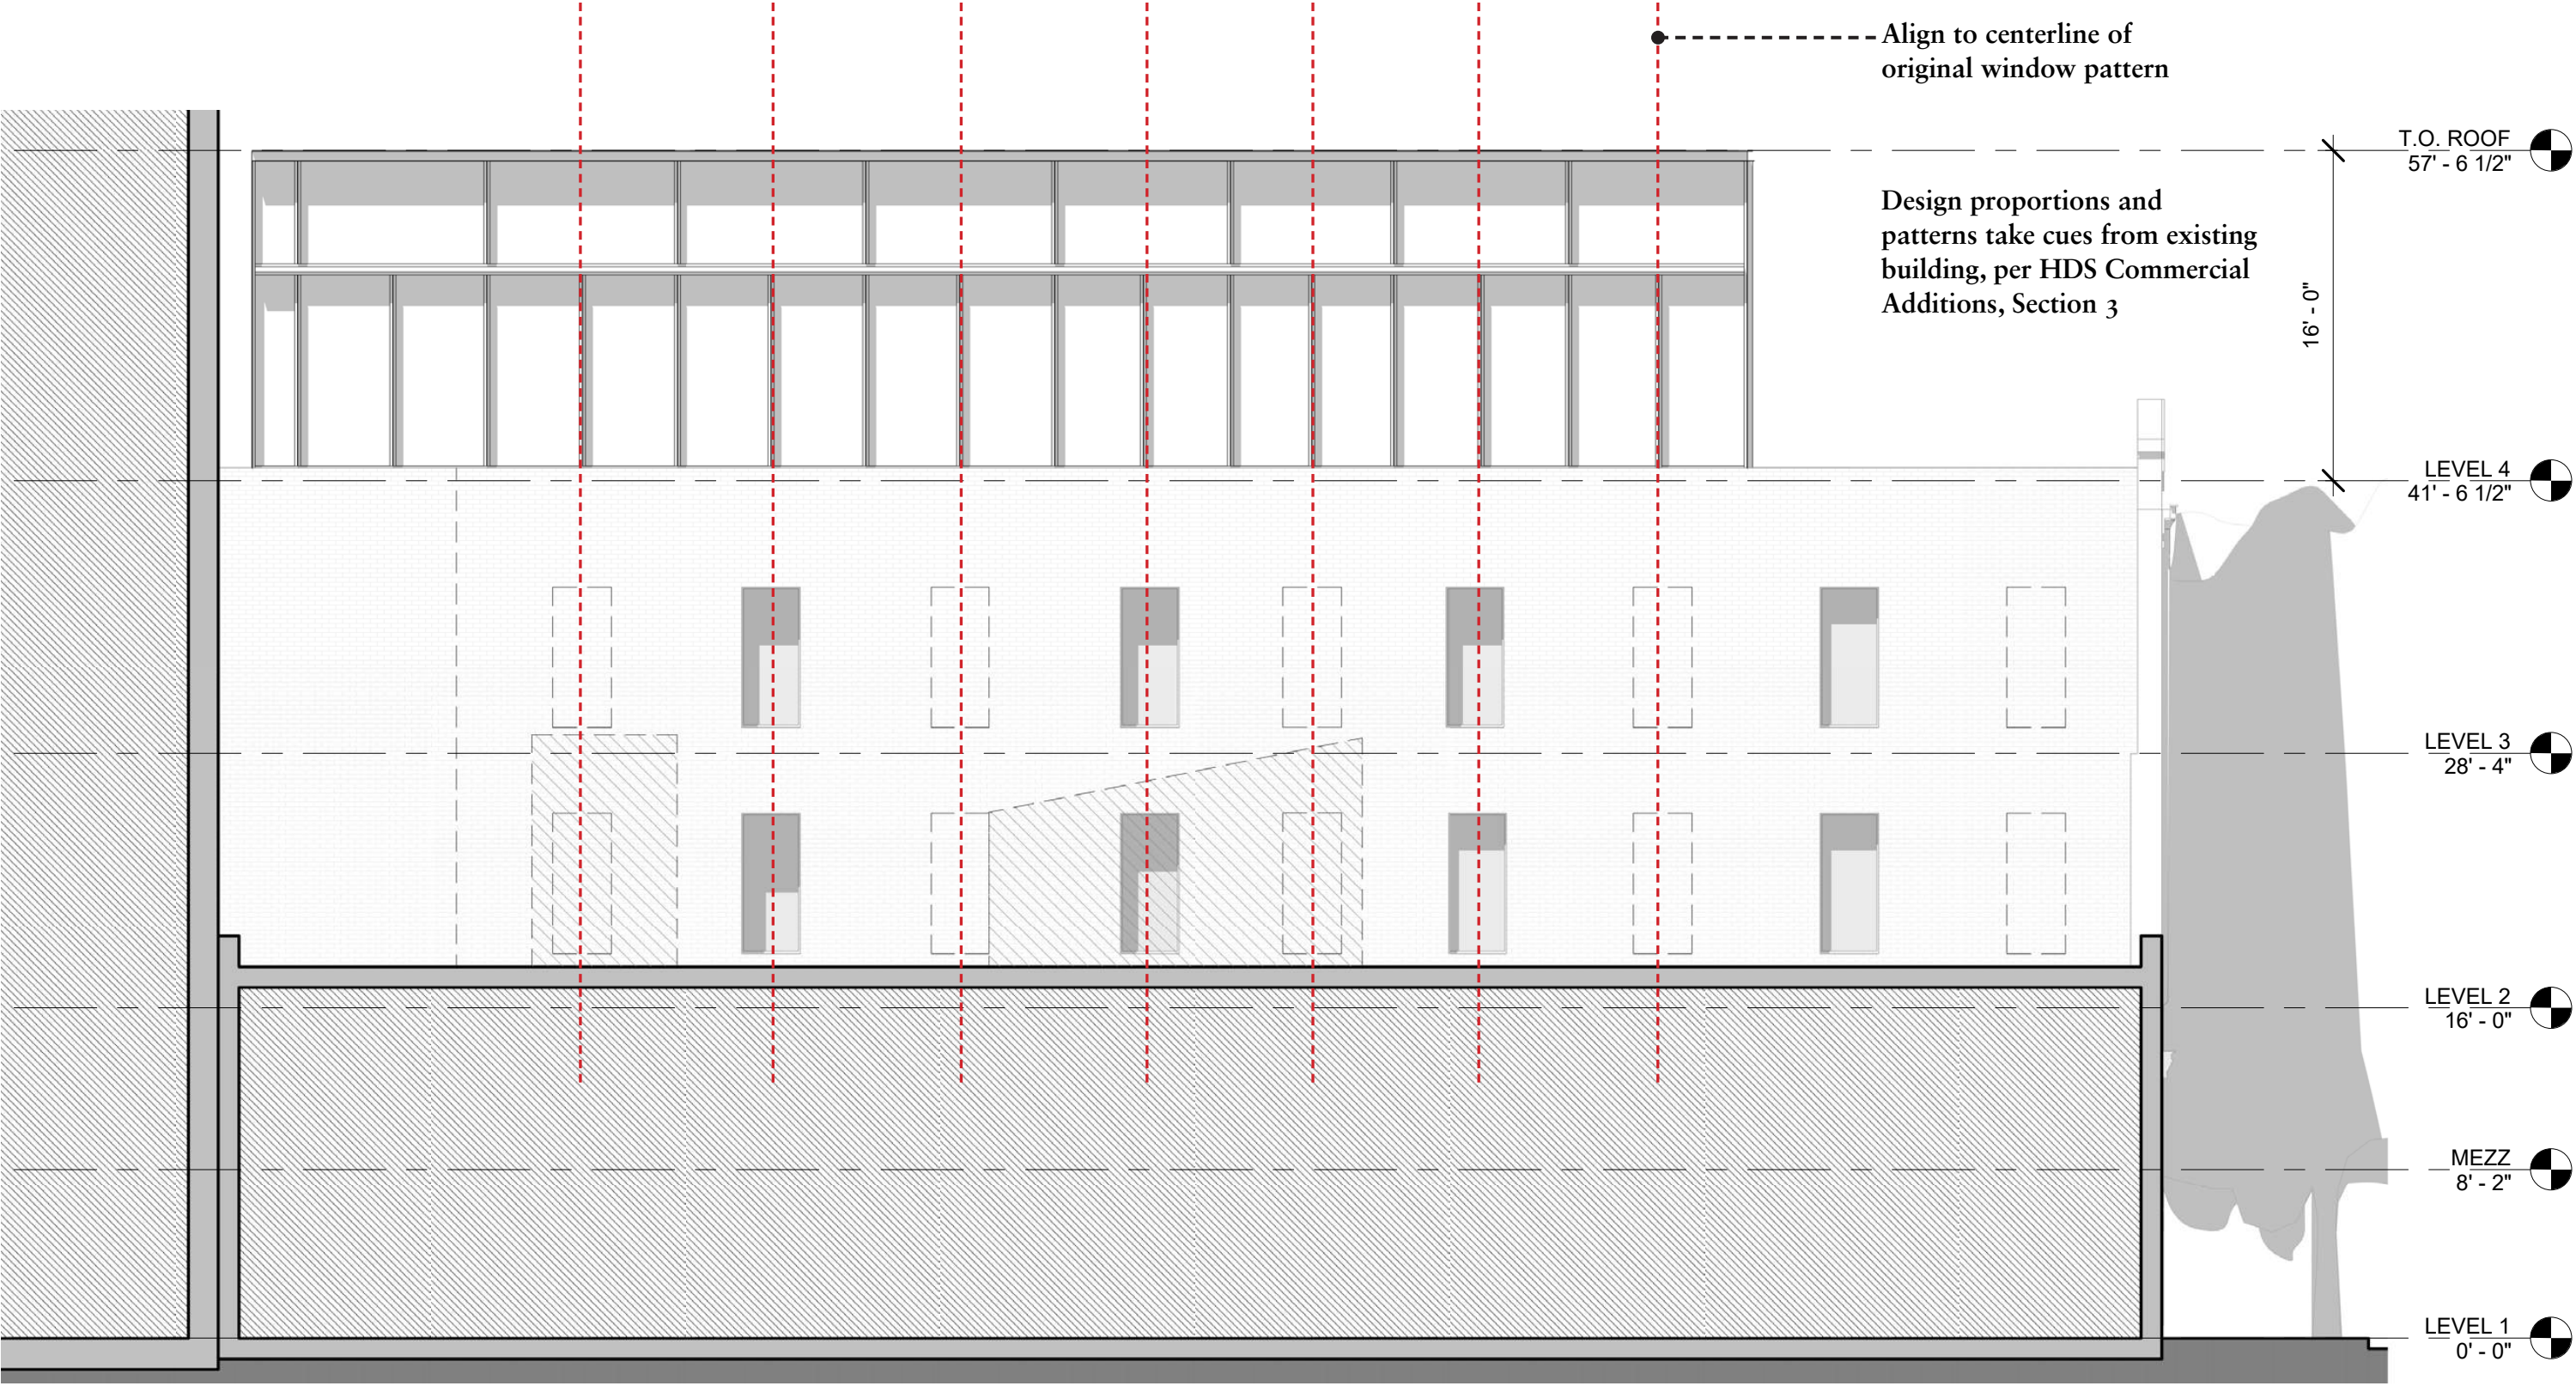 Align to centerline of
original window pattern
T.O. ROOF
57' - 6 1/2"
Design proportions and
patterns take cues from existing
building, per HDS Commercial
Additions, Section 3
16' - 0"
LEVEL 4
41' - 6 1/2"
LEVEL 3
28' - 4"
LEVEL 2
16' - 0"
MEZZ
8' - 2"
LEVEL 1
0' - 0"